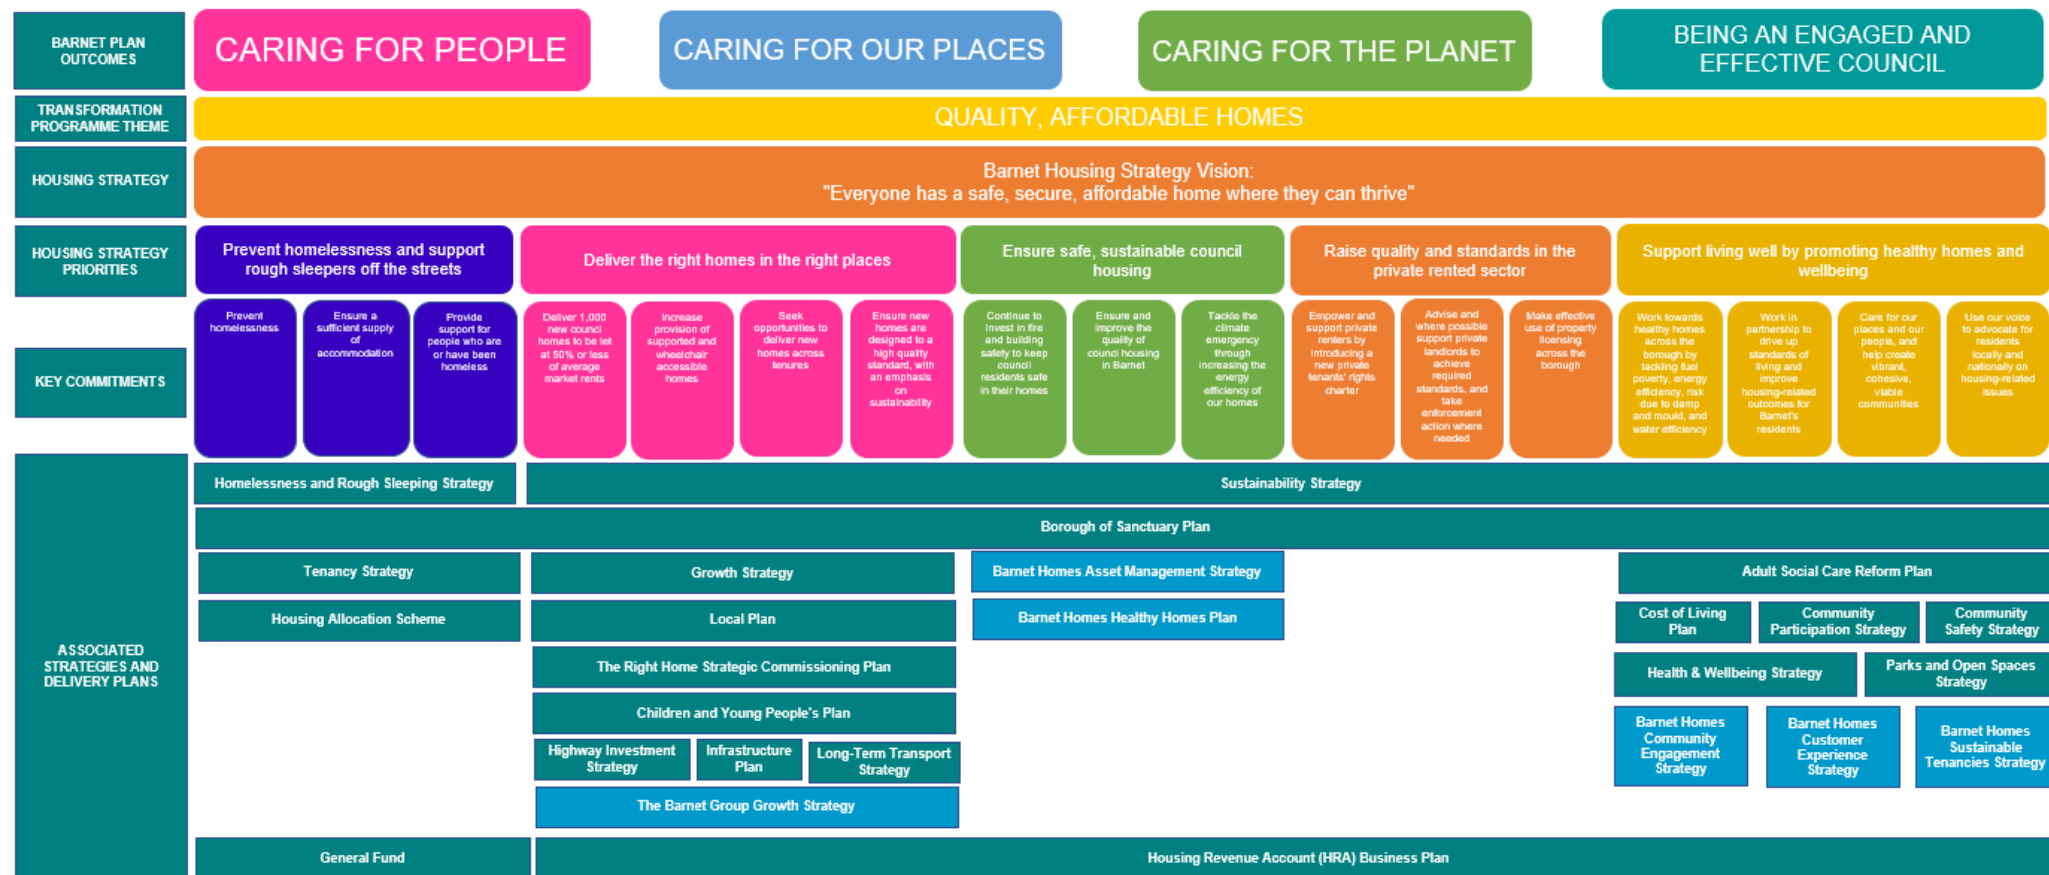 BARNET PLAN
OUTCOMES
CARING FOR PEOPLE
CARING FOR OUR PLACES
CARING FOR THE PLANET
BEING AN ENGAGED AND
EFFECTIVE COUNCIL
TRANSFORMATION
PROGRAMME THEME
QUALITY, AFFORDABLE HOMES
HOUSING STRATEGY
Barnet Housing Strategy Vision:
"Everyone has a safe, secure, affordable home where they can thrive"
HOUSING STRATEGY
PRIORITIES
Prevent homelessness and support
rough sleepers off the streets
Deliver the right homes in the right places
Ensure safe, sustainable council
housing
Raise quality and standards in the
private rented sector
Support living well by promoting healthy homes and
wellbeing
KEY COMMITMENTS
Prevent
homelessness
Ensure a
sufficient supply
of
accommodation
Provide
support for
people who are
or have been
homeless
Deliver 1,000
new council
homes to be let
at 50% or less
of average
market rents
Increase
provision of
supported and
wheelchair
accessible
homes
Seek
opportunities to
deliver new
homes across
tenures
Ensure new
homes are
designed to a
high quality
standard, with
an emphasis
on
sustainability
Continue to
invest in fire
and building
safety to keep
council
residents safe
in their homes
Ensure and
improve the
quality of
council housing
in Barnet
Tackle the
climate
emergency
through
increasing the
energy
efficiency of
our homes
Empower and
support private
renters by
introducing a
new private
tenants' rights
charter
Advise and
where possible
support private
landlords to
achieve
required
standards, and
take
enforcement
action where
needed
Make effective
use of property
licensing
across the
borough
Work towards
healthy homes
across the
borough by
tackling fuel
poverty, energy
efficiency, risk
due to damp
and mould, and
water efficiency
Work in
partnership to
drive up
standards of
living and
improve
housing-related
outcomes for
Barnet's
residents
Care for our
places and our
people, and
help create
vibrant,
cohesive,
viable
communities
Use our voice
to advocate for
residents
locally and
nationally on
housing-related
issues
ASSOCIATED
STRATEGIES AND
DELIVERY PLANS
Homelessness and Rough Sleeping Strategy
Sustainability Strategy
Borough of Sanctuary Plan
Tenancy Strategy
Growth Strategy
Barnet Homes Asset Management Strategy
Adult Social Care Reform Plan
Housing Allocation Scheme
Local Plan
Barnet Homes Healthy Homes Plan
Cost of Living
Plan
Community
Participation Strategy
Community
Safety Strategy
The Right Home Strategic Commissioning Plan
Health & Wellbeing Strategy
Parks and Open Spaces
Strategy
Children and Young People's Plan
Highway Investment
Strategy
Infrastructure
Plan
Long-Term Transport
Strategy
Barnet Homes
Community
Engagement
Strategy
Barnet Homes
Customer
Experience
Strategy
Barnet Homes
Sustainable
Tenancies Strategy
The Barnet Group Growth Strategy
General Fund
Housing Revenue Account (HRA) Business Plan